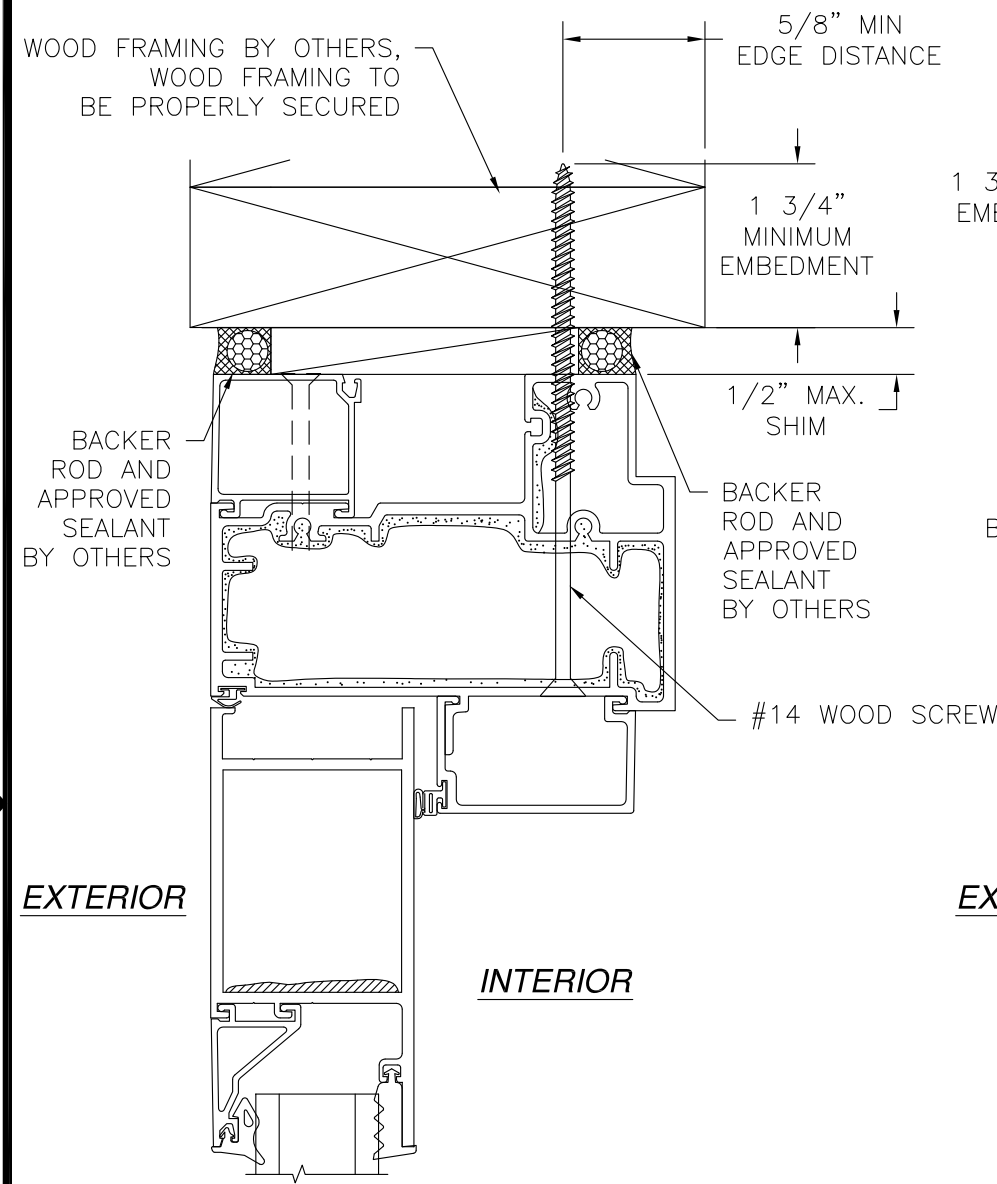 WOOD FRAMING BY OTHERS,
WOOD FRAMING TO
BE PROPERLY SECURED
5/8" MIN
EDGE DISTANCE
1 3/4"
MINIMUM
EMBEDMENT
1/2" MAX.
SHIM
BACKER
ROD AND
APPROVED
SEALANT
BY OTHERS
BACKER
ROD AND
APPROVED
SEALANT
BY OTHERS
#14 WOOD SCREW
EXTERIOR
INTERIOR